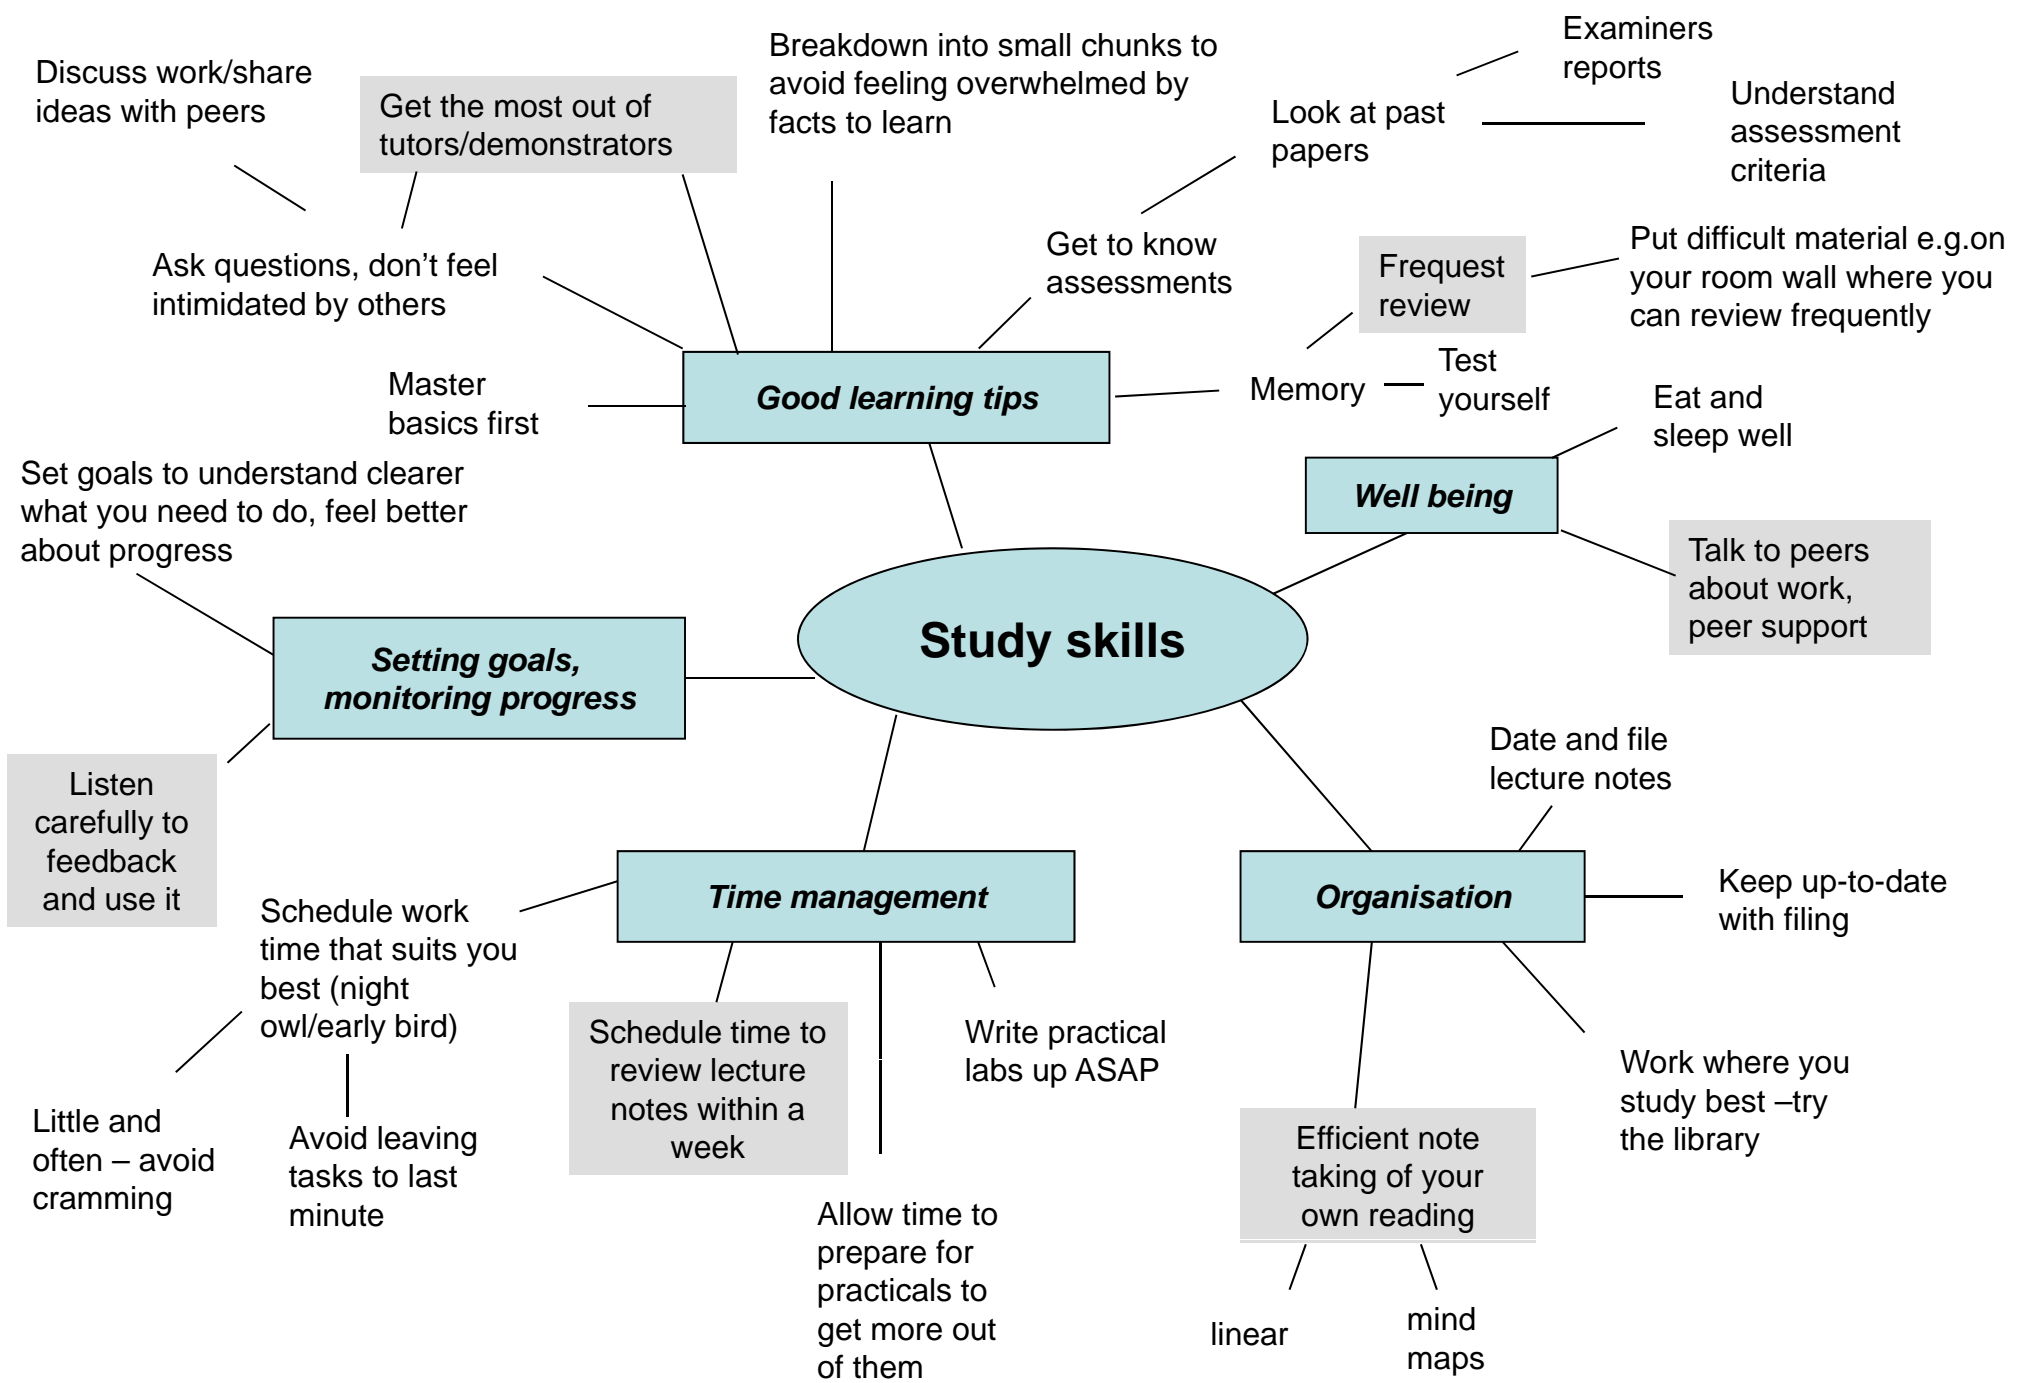 Discuss work/share
ideas with peers
Get the most out of
tutors/demonstrators
Breakdown into small chunks to
avoid feeling overwhelmed by
facts to learn
Examiners
reports
Look at past
papers
Understand
assessment
criteria
Ask questions, don't feel
intimidated by others
Get to know
assessments
Frequest
review
Put difficult material e.g.on
your room wall where you
can review frequently
Master
basics first
Good learning tips
Memory
Test
yourself
Eat and
sleep well
Well being
Talk to peers
about work,
peer support
Set goals to understand clearer
what you need to do, feel better
about progress
Setting goals,
monitoring progress
Study skills
Listen
carefully to
feedback
and use it
Date and file
lecture notes
Time management
Organisation
Keep up-to-date
with filing
Schedule work
time that suits you
best (night
owl/early bird)
Schedule time to
review lecture
notes within a
week
Write practical
labs up ASAP
Work where you
study best –try
the library
Little and
often – avoid
cramming
Avoid leaving
tasks to last
minute
Allow time to
prepare for
practicals to
get more out
of them
Efficient note
taking of your
own reading
linear
mind
maps